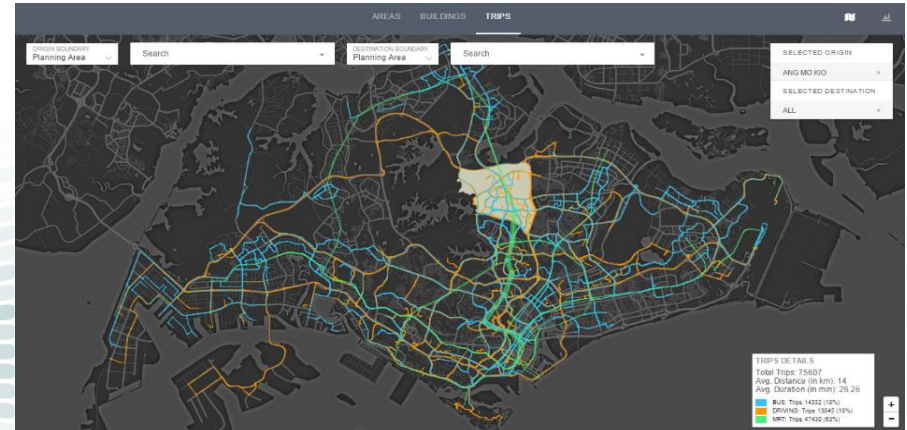 AREAS BUILDINGS TRIPS
ORIGIN BOUNDARY
Planning Area
Search
DESTINATION BOUNDARY
Planning Area
Search
SELECTED ORIGIN
ANG MO KIO ×
SELECTED DESTINATION
ALL ×
TRIPS DETAILS
Total Trips: 75607
Avg. Distance (in km): 14
Avg. Duration (in min): 26.26
BUS: Trips 14332 (19%)
DRIVING: Trips 13845 (18%)
MRT: Trips 47430 (63%)
+
−